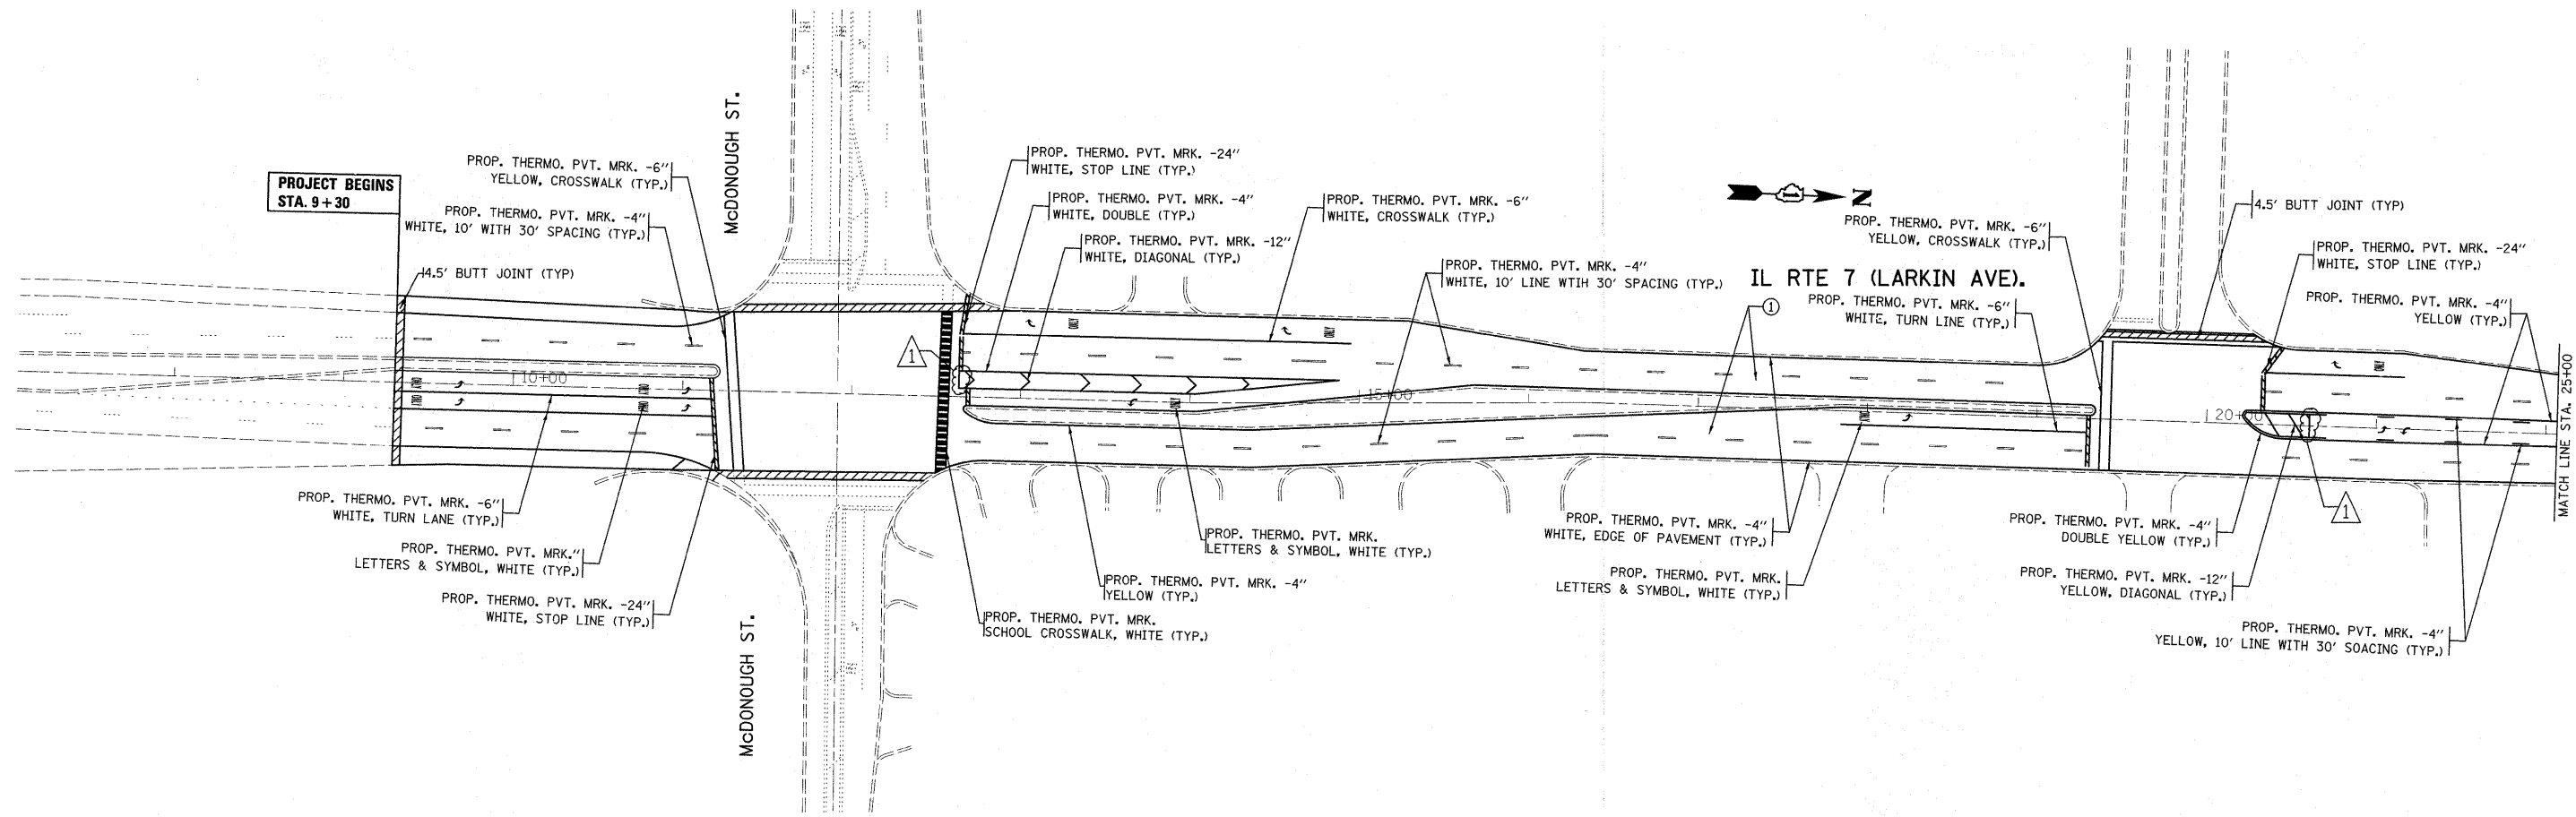 PROJECT BEGINS
STA. 9+30
PROP. THERMO. PVT. MRK. -6"
YELLOW, CROSSWALK (TYP.)
PROP. THERMO. PVT. MRK. -4"
WHITE, 10' WITH 30' SPACING (TYP.)
4.5' BUTT JOINT (TYP)
McDONOUGH ST.
PROP. THERMO. PVT. MRK. -24"
WHITE, STOP LINE (TYP.)
PROP. THERMO. PVT. MRK. -4"
WHITE, DOUBLE (TYP.)
PROP. THERMO. PVT. MRK. -12"
WHITE, DIAGONAL (TYP.)
PROP. THERMO. PVT. MRK. -6"
WHITE, CROSSWALK (TYP.)
PROP. THERMO. PVT. MRK. -4"
WHITE, 10' LINE WTIH 30' SPACING (TYP.)
N
IL RTE 7 (LARKIN AVE).
1
PROP. THERMO. PVT. MRK. -6"
YELLOW, CROSSWALK (TYP.)
PROP. THERMO. PVT. MRK. -6"
WHITE, TURN LINE (TYP.)
4.5' BUTT JOINT (TYP)
PROP. THERMO. PVT. MRK. -24"
WHITE, STOP LINE (TYP.)
PROP. THERMO. PVT. MRK. -4"
YELLOW (TYP.)
1
10+00
15+00
20+00
MATCH LINE STA. 25+00
PROP. THERMO. PVT. MRK. -6"
WHITE, TURN LANE (TYP.)
PROP. THERMO. PVT. MRK."
LETTERS & SYMBOL, WHITE (TYP.)
PROP. THERMO. PVT. MRK. -24"
WHITE, STOP LINE (TYP.)
McDONOUGH ST.
PROP. THERMO. PVT. MRK.
LETTERS & SYMBOL, WHITE (TYP.)
PROP. THERMO. PVT. MRK. -4"
YELLOW (TYP.)
PROP. THERMO. PVT. MRK.
SCHOOL CROSSWALK, WHITE (TYP.)
PROP. THERMO. PVT. MRK. -4"
WHITE, EDGE OF PAVEMENT (TYP.)
PROP. THERMO. PVT. MRK.
LETTERS & SYMBOL, WHITE (TYP.)
PROP. THERMO. PVT. MRK. -4"
DOUBLE YELLOW (TYP.)
1
PROP. THERMO. PVT. MRK. -12"
YELLOW, DIAGONAL (TYP.)
PROP. THERMO. PVT. MRK. -4"
YELLOW, 10' LINE WITH 30' SOACING (TYP.)